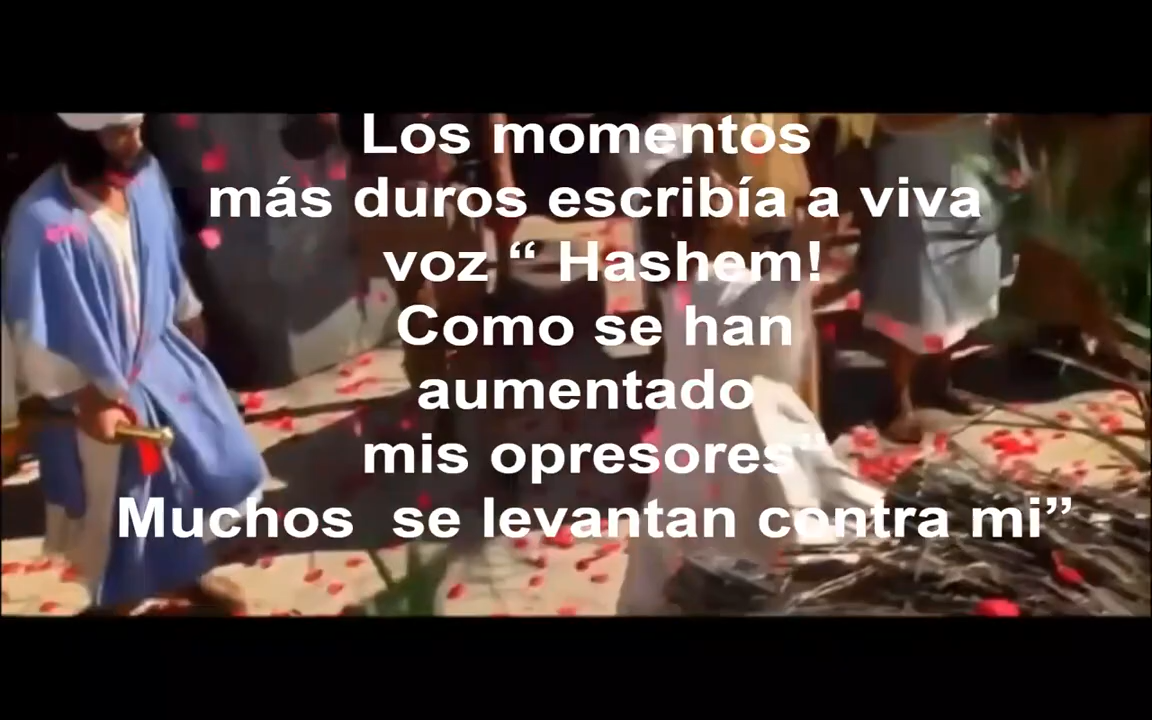 Los momentos
más duros escribía a viva
voz “ Hashem!
Como se han
aumentado
mis opresores”
Muchos  se levantan contra mi”